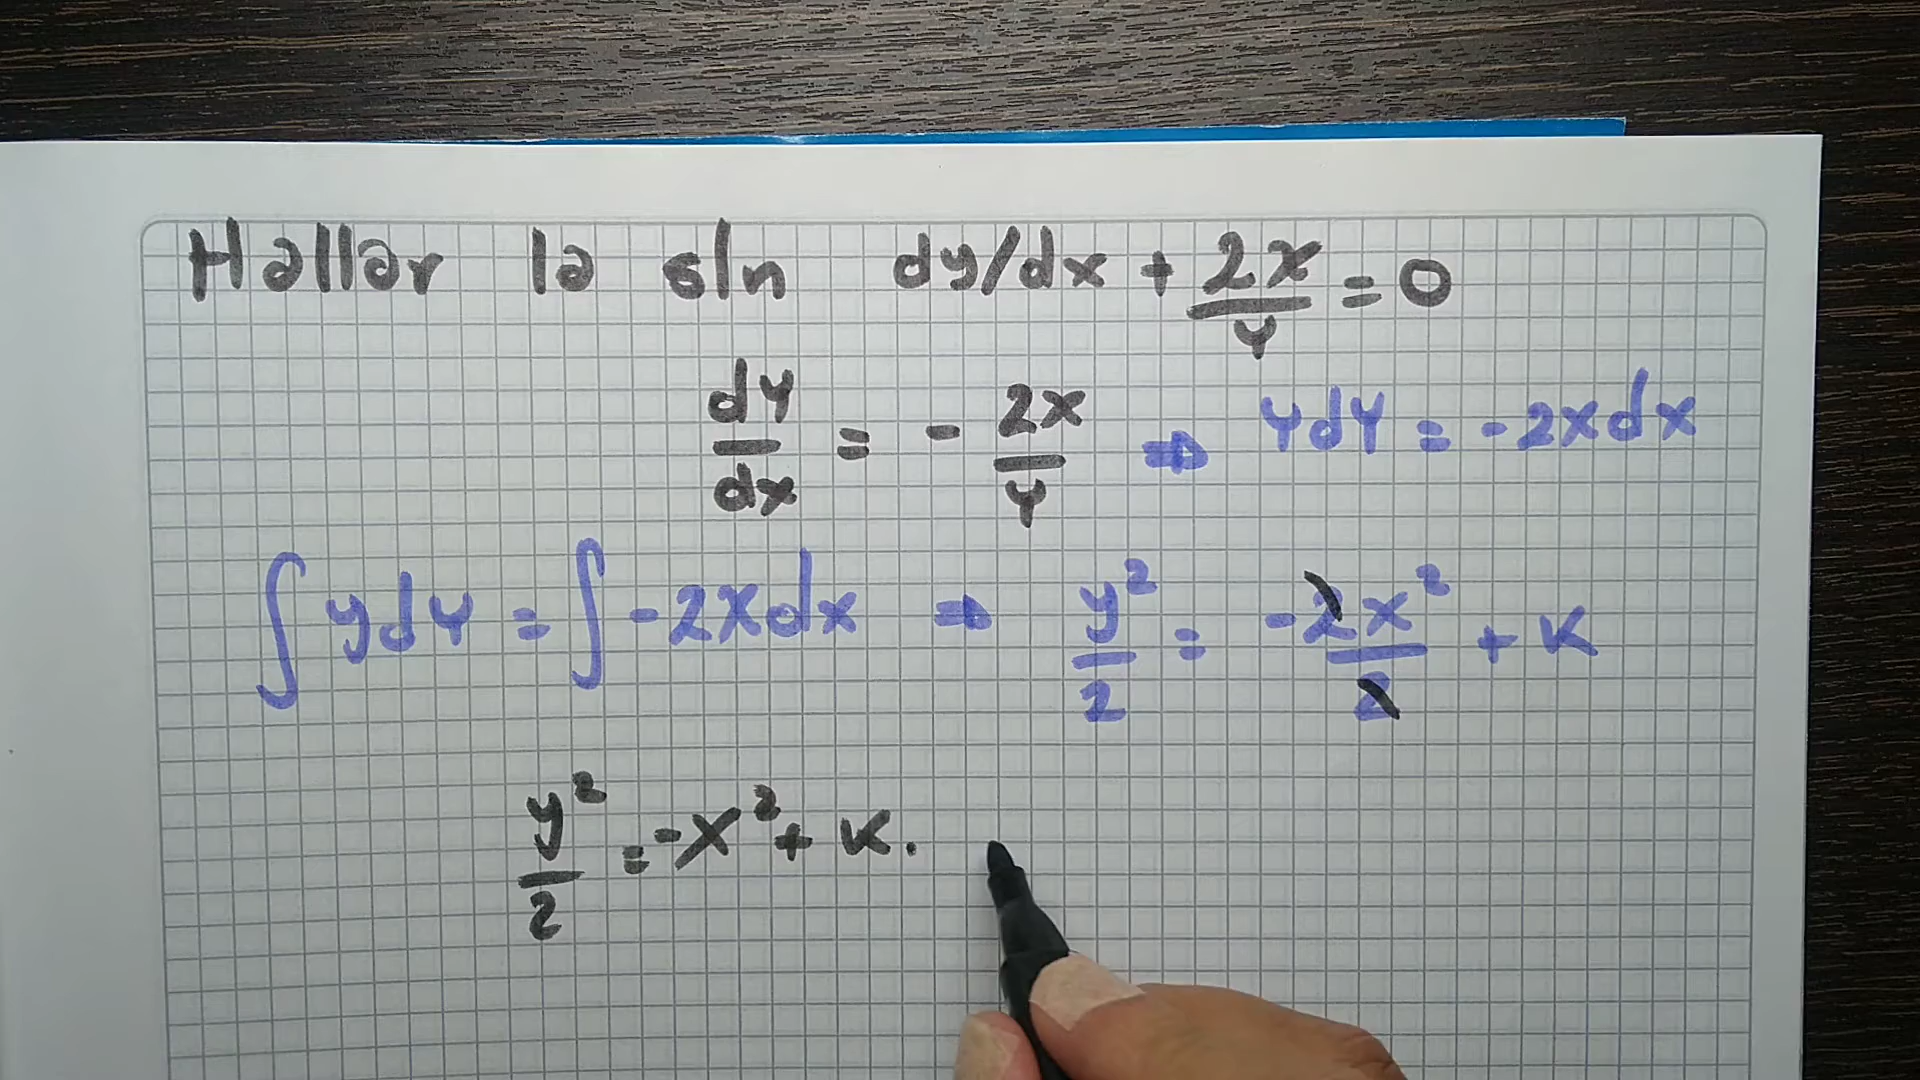 Hallar la sln dy/dx + 2x/y = 0
dy/dx = - 2x/y ⇒ ydy = -2xdx
∫ ydy = ∫ -2xdx ⇒ y²/2 = -2x²/2 + K
y²/2 = -x² + K.